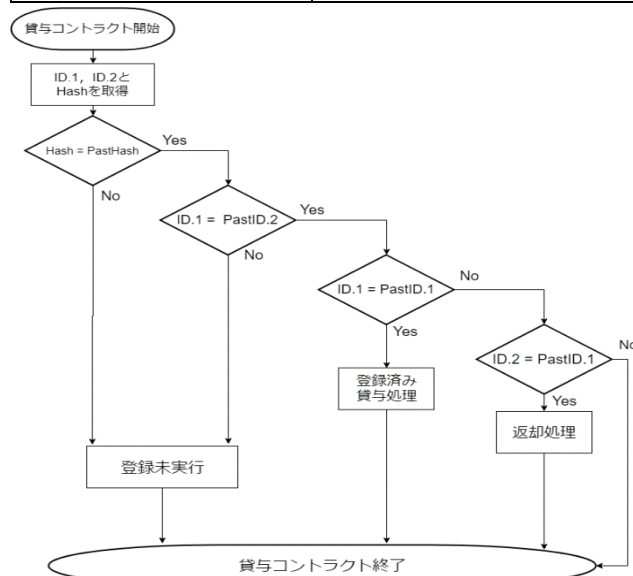 貸与コントラクト開始
ID.1, ID.2と
Hashを取得
Hash = PastHash
Yes
No
ID.1 = PastID.2
Yes
No
ID.1 = PastID.1
No
Yes
ID.2 = PastID.1
No
Yes
登録済み
貸与処理
返却処理
登録未実行
貸与コントラクト終了